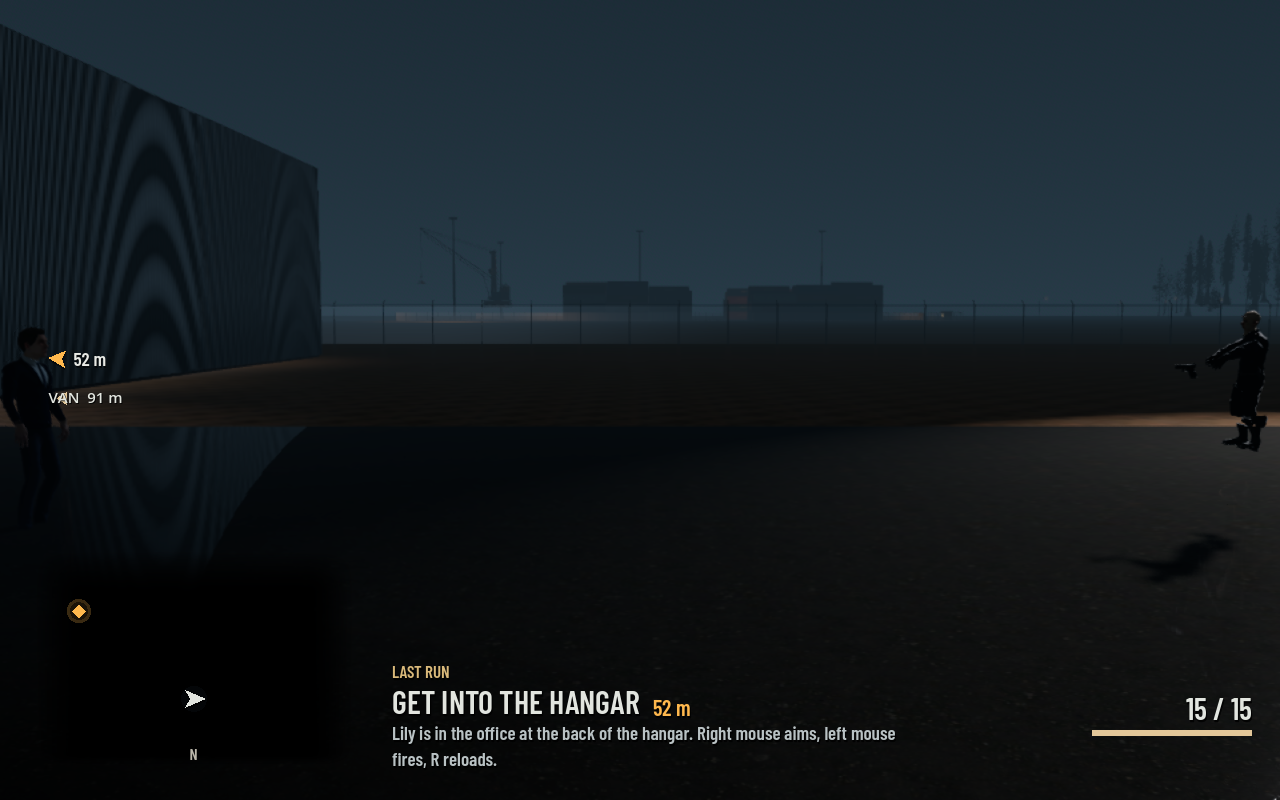 52 m
VAN 91 m
N
LAST RUN
GET INTO THE HANGAR 52 m
Lily is in the office at the back of the hangar. Right mouse aims, left mouse
fires, R reloads.
15 / 15